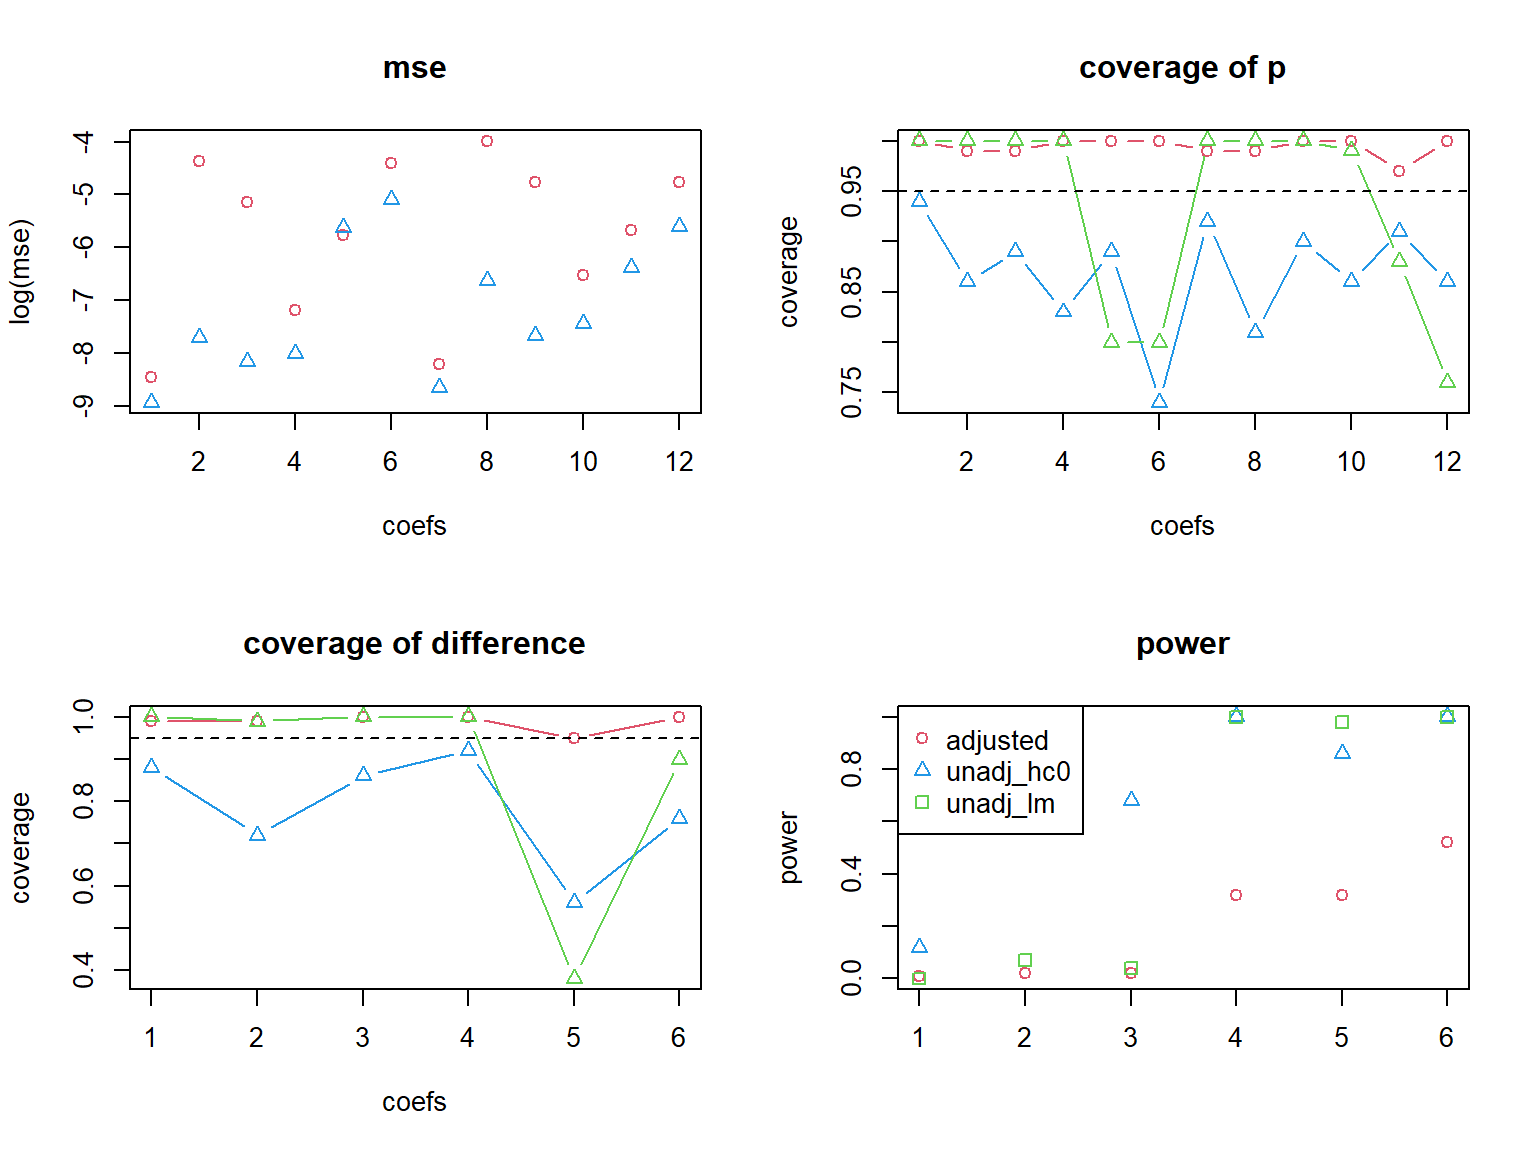 mse
log(mse)
-4
-5
-6
-7
-8
-9
2 4 6 8 10 12
coefs
coverage of p
coverage
0.95
0.85
0.75
2 4 6 8 10 12
coefs
coverage of difference
coverage
1.0
0.8
0.6
0.4
1 2 3 4 5 6
coefs
power
power
0.8
0.4
0.0
adjusted
unadj_hc0
unadj_lm
1 2 3 4 5 6